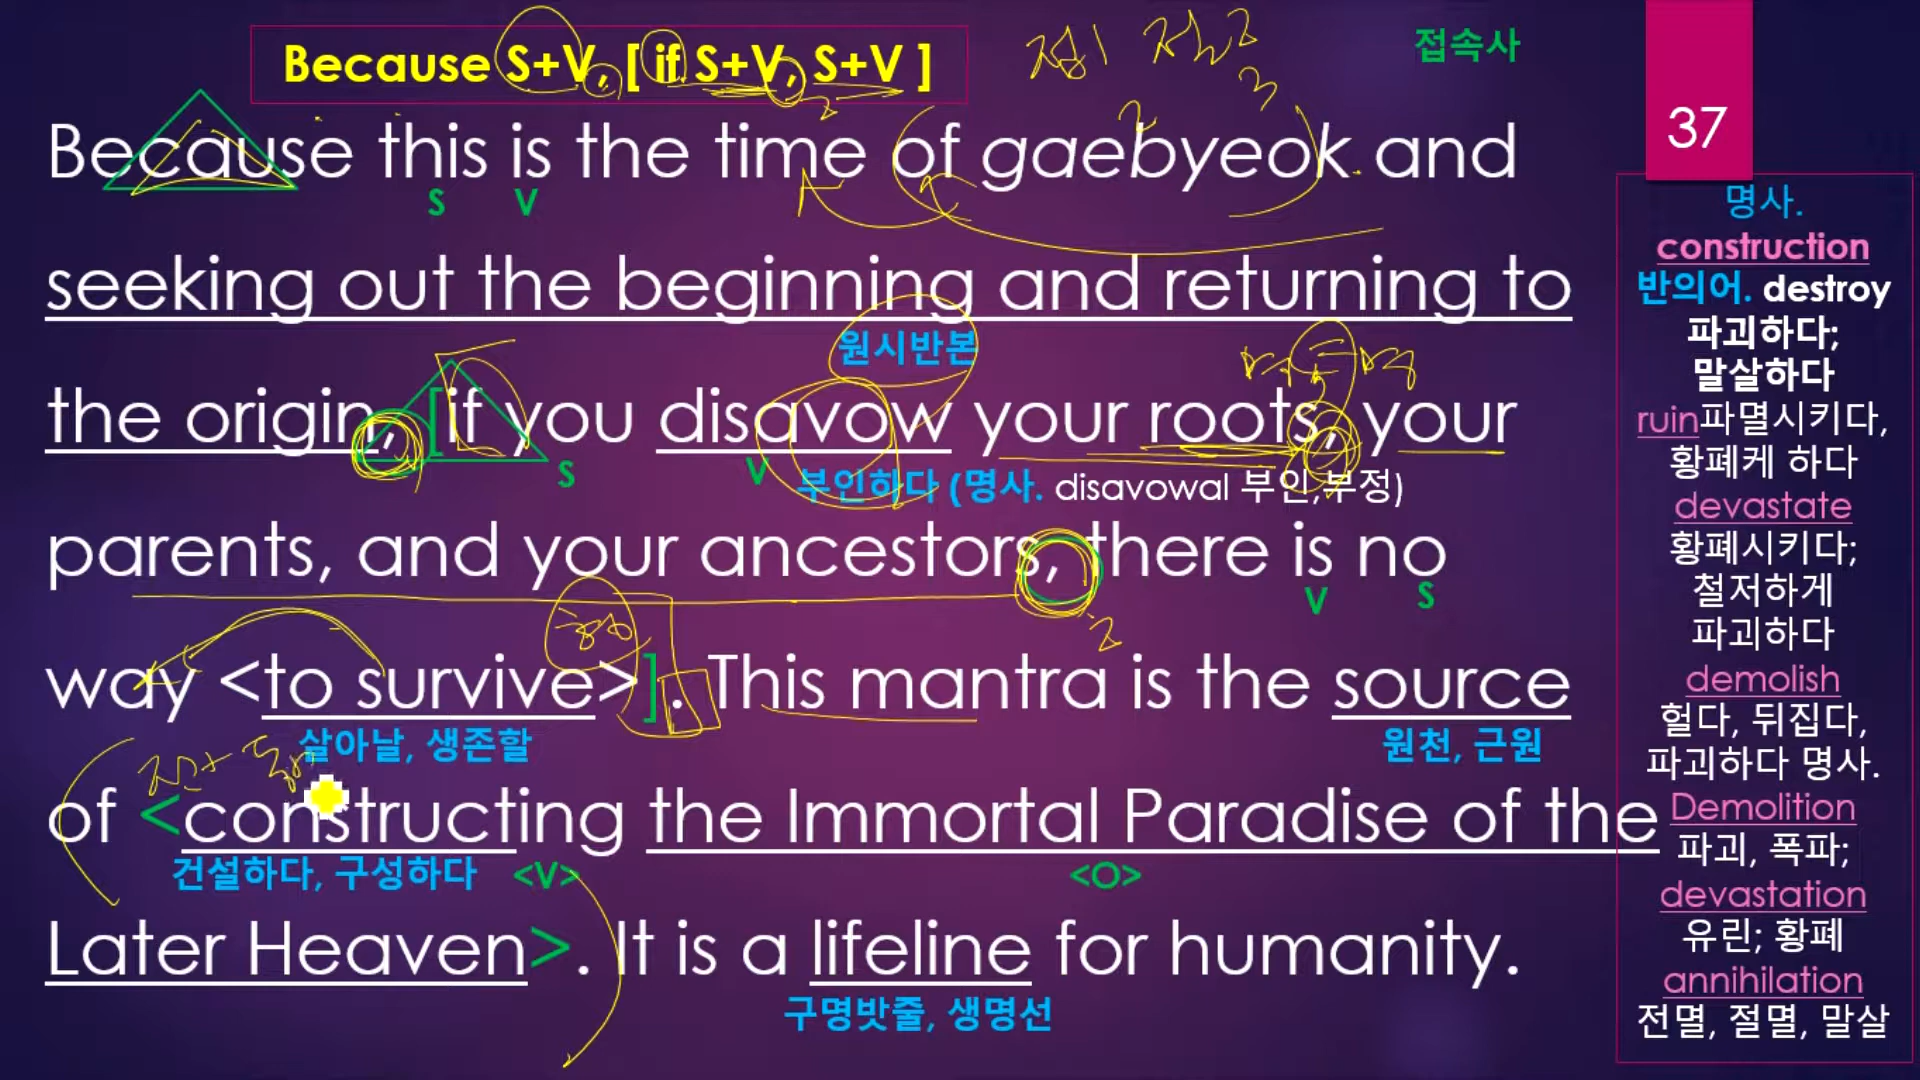 Because S+V, [ if S+V, S+V ]
접속사
37
Because this is the time of gaebyeok and
S V
seeking out the beginning and returning to
원시반본
the origin, [if you disavow your roots, your
S V 부인하다 (명사. disavowal 부인,부정)
parents, and your ancestors, there is no
V S
way <to survive>]. This mantra is the source
살아날, 생존할 원천, 근원
of <constructing the Immortal Paradise of the
건설하다, 구성하다 <V> <O>
Later Heaven>. It is a lifeline for humanity.
구명밧줄, 생명선
명사.
construction
반의어. destroy
파괴하다;
말살하다
ruin파멸시키다,
황폐케 하다
devastate
황폐시키다;
철저하게
파괴하다
demolish
헐다, 뒤집다,
파괴하다 명사.
Demolition
파괴, 폭파;
devastation
유린; 황폐
annihilation
전멸, 절멸, 말살